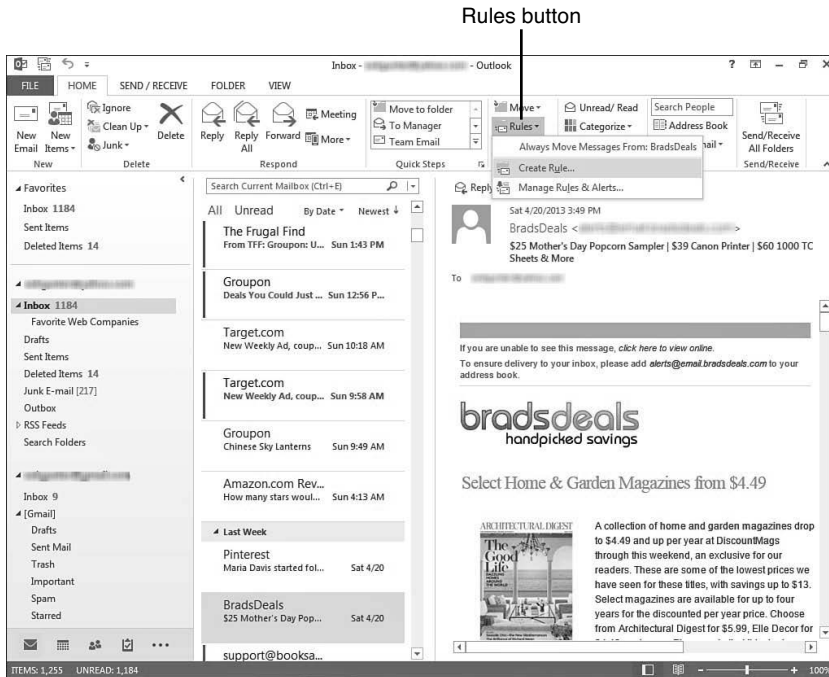 Rules button
Inbox - - Outlook
FILE HOME SEND / RECEIVE FOLDER VIEW
New Email
New Items
Ignore
Clean Up
Junk
Delete
Reply
Reply All
Forward
Meeting
More
Move to folder
To Manager
Team Email
Move
Rules
Unread/ Read
Categorize
Search People
Address Book
mail
Send/Receive All Folders
New Delete Respond Quick Steps Send/Receive
Always Move Messages From: BradsDeals
Create Rule...
Manage Rules & Alerts...
Favorites
Inbox 1184
Sent Items
Deleted Items 14
Inbox 1184
Favorite Web Companies
Drafts
Sent Items
Deleted Items 14
Junk E-mail [217]
Outbox
RSS Feeds
Search Folders
Inbox 9
[Gmail]
Drafts
Sent Mail
Trash
Important
Spam
Starred
Search Current Mailbox (Ctrl+E)
All Unread By Date Newest ↓
The Frugal Find
From TFF: Groupon: U... Sun 1:43 PM
Groupon
Deals You Could Just ... Sun 12:56 P...
Target.com
New Weekly Ad, coup... Sun 10:18 AM
Target.com
New Weekly Ad, coup... Sun 9:58 AM
Groupon
Chinese Sky Lanterns Sun 9:49 AM
Amazon.com Rev...
How many stars woul... Sun 4:13 AM
Last Week
Pinterest
Maria Davis started fol... Sat 4/20
BradsDeals
$25 Mother's Day Pop... Sat 4/20
support@booksa...
Reply
Sat 4/20/2013 3:49 PM
BradsDeals < >
$25 Mother's Day Popcorn Sampler | $39 Canon Printer | $60 1000 TC
Sheets & More
To
If you are unable to see this message, click here to view online.
To ensure delivery to your inbox, please add alerts@email.bradsdeals.com to your
address book.
bradsdeals
handpicked savings
Select Home & Garden Magazines from $4.49
ARCHITECTURAL DIGEST
The Good Life
A collection of home and garden magazines drop
to $4.49 and up per year at DiscountMags
through this weekend, an exclusive for our
readers. These are some of the lowest prices we
have seen for these titles, with savings up to $13.
Select magazines are available for up to four
years for the discounted per year price. Choose
from Architectural Digest for $5.99, Elle Decor for
ITEMS: 1,255 UNREAD: 1,184
100%